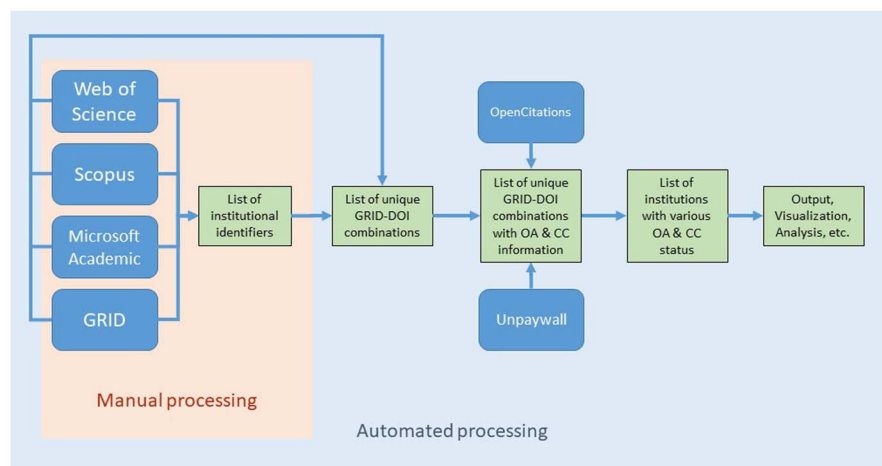 Web of
Science
Scopus
Microsoft
Academic
GRID
List of
institutional
identifiers
List of unique
GRID-DOI
combinations
OpenCitations
List of unique
GRID-DOI
combinations
with OA & CC
information
Unpaywall
List of
institutions
with various
OA & CC
status
Output,
Visualization,
Analysis, etc.
Manual processing
Automated processing